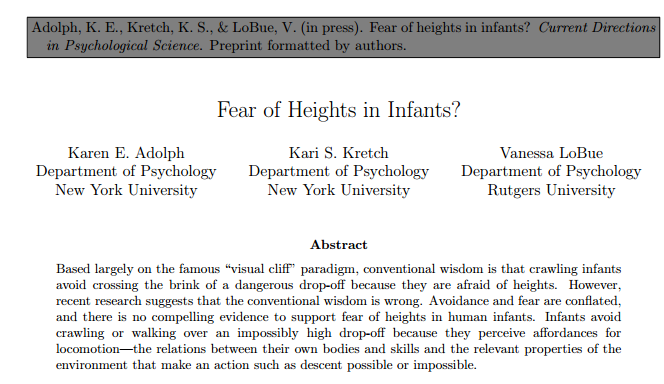 Adolph, K. E., Kretch, K. S., & LoBue, V. (in press). Fear of heights in infants? Current Directions
in Psychological Science. Preprint formatted by authors.
Fear of Heights in Infants?
Karen E. Adolph
Department of Psychology
New York University
Kari S. Kretch
Department of Psychology
New York University
Vanessa LoBue
Department of Psychology
Rutgers University
Abstract
Based largely on the famous “visual cliff” paradigm, conventional wisdom is that crawling infants
avoid crossing the brink of a dangerous drop-off because they are afraid of heights. However,
recent research suggests that the conventional wisdom is wrong. Avoidance and fear are conflated,
and there is no compelling evidence to support fear of heights in human infants. Infants avoid
crawling or walking over an impossibly high drop-off because they perceive affordances for
locomotion—the relations between their own bodies and skills and the relevant properties of the
environment that make an action such as descent possible or impossible.